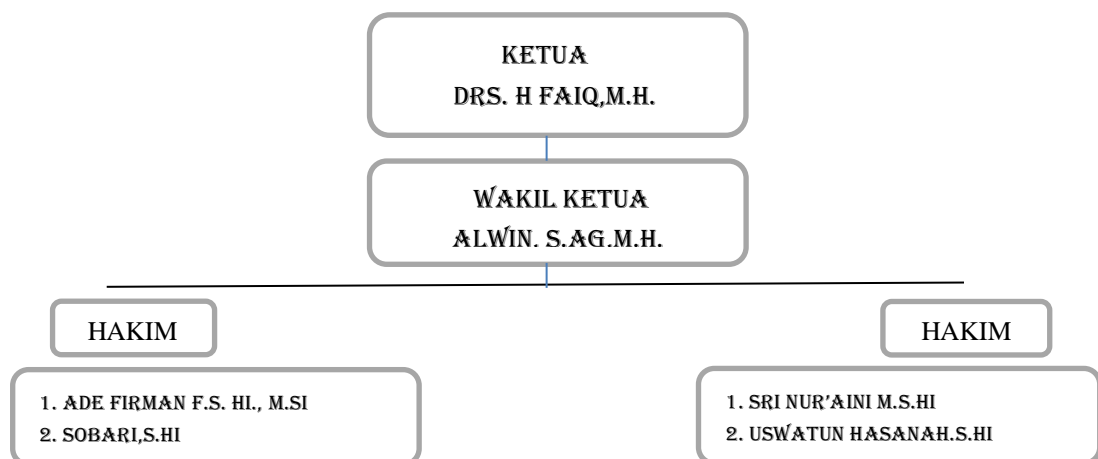 KETUA
DRS. H FAIQ,M.H.
WAKIL KETUA
ALWIN. S.AG.M.H.
HAKIM
HAKIM
1. ADE FIRMAN F.S. HI., M.SI
2. SOBARI,S.HI
1. SRI NUR’AINI M.S.HI
2. USWATUN HASANAH.S.HI